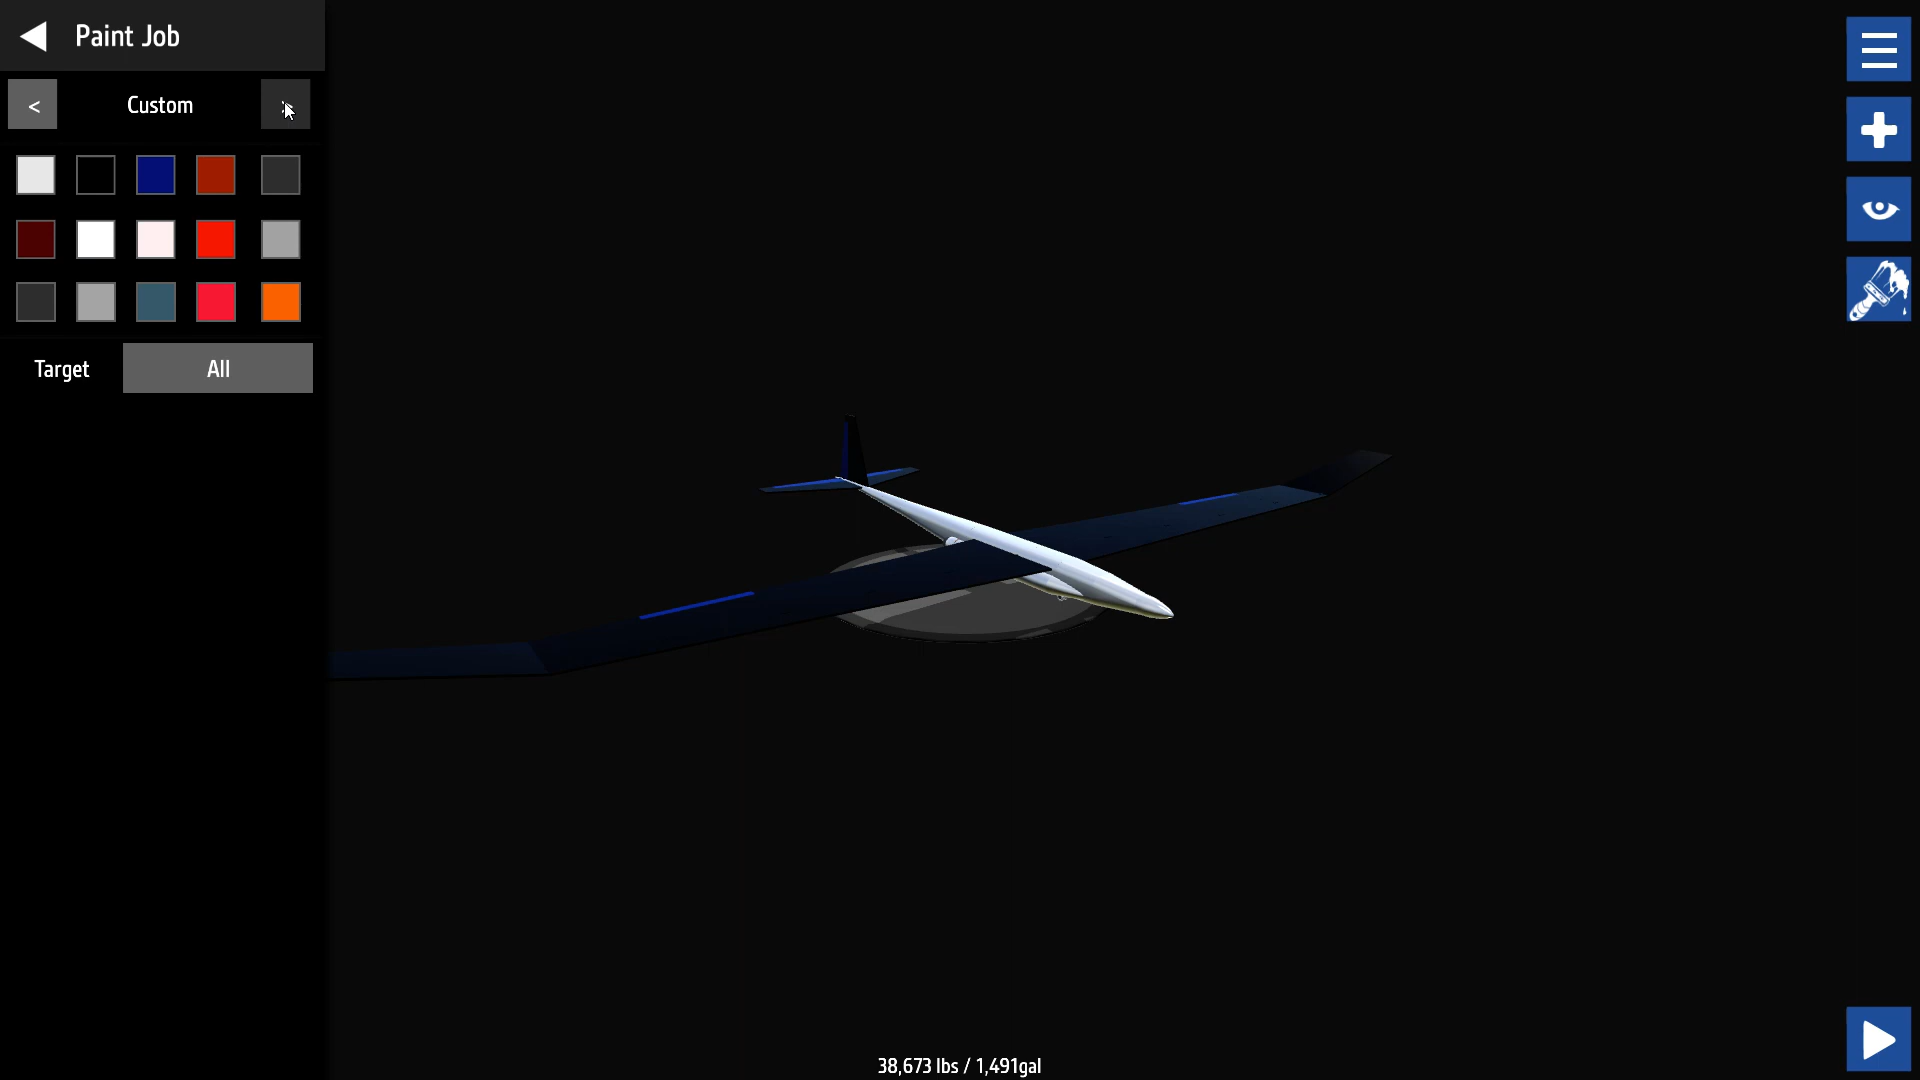 Paint Job
< Custom >
Target All
38,673 lbs / 1,491gal